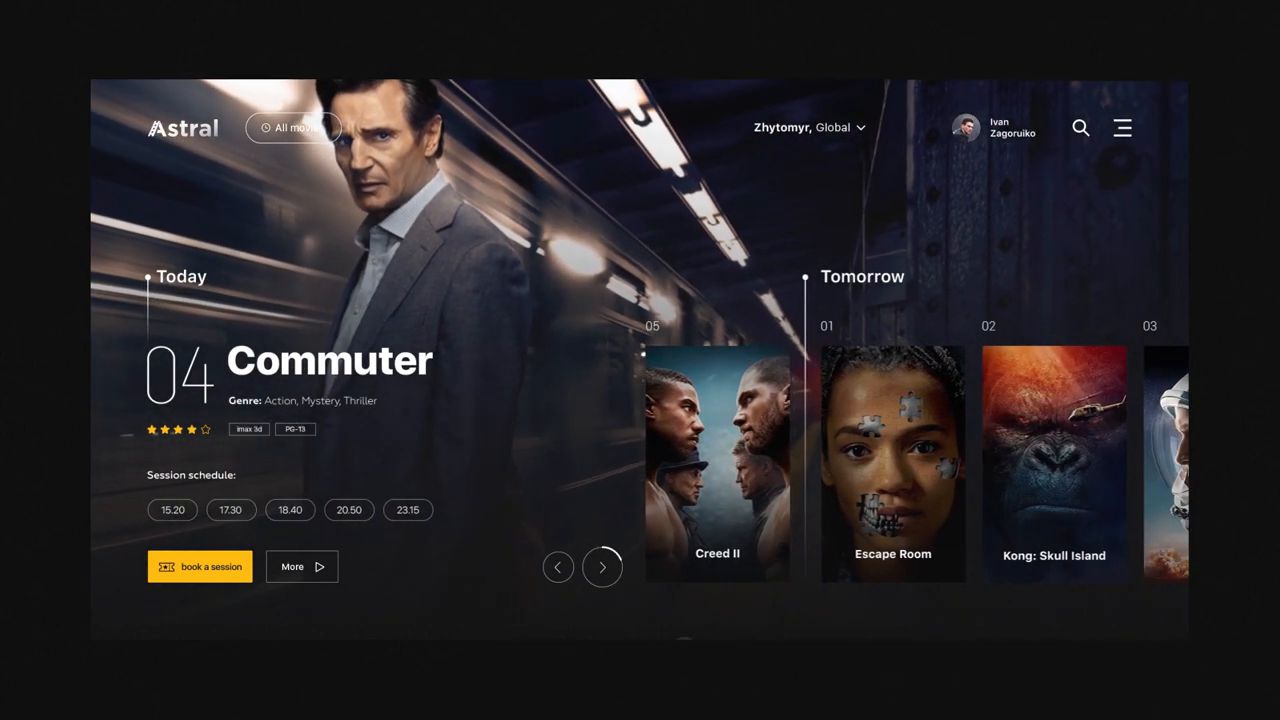 Astral
All movies
Zhytomyr, Global
Ivan
Zagoruiko
Today
Tomorrow
04
Commuter
Genre: Action, Mystery, Thriller
imax 3d
PG-13
Session schedule:
15.20
17.30
18.40
20.50
23.15
book a session
More
05
Creed II
01
Escape Room
02
Kong: Skull Island
03